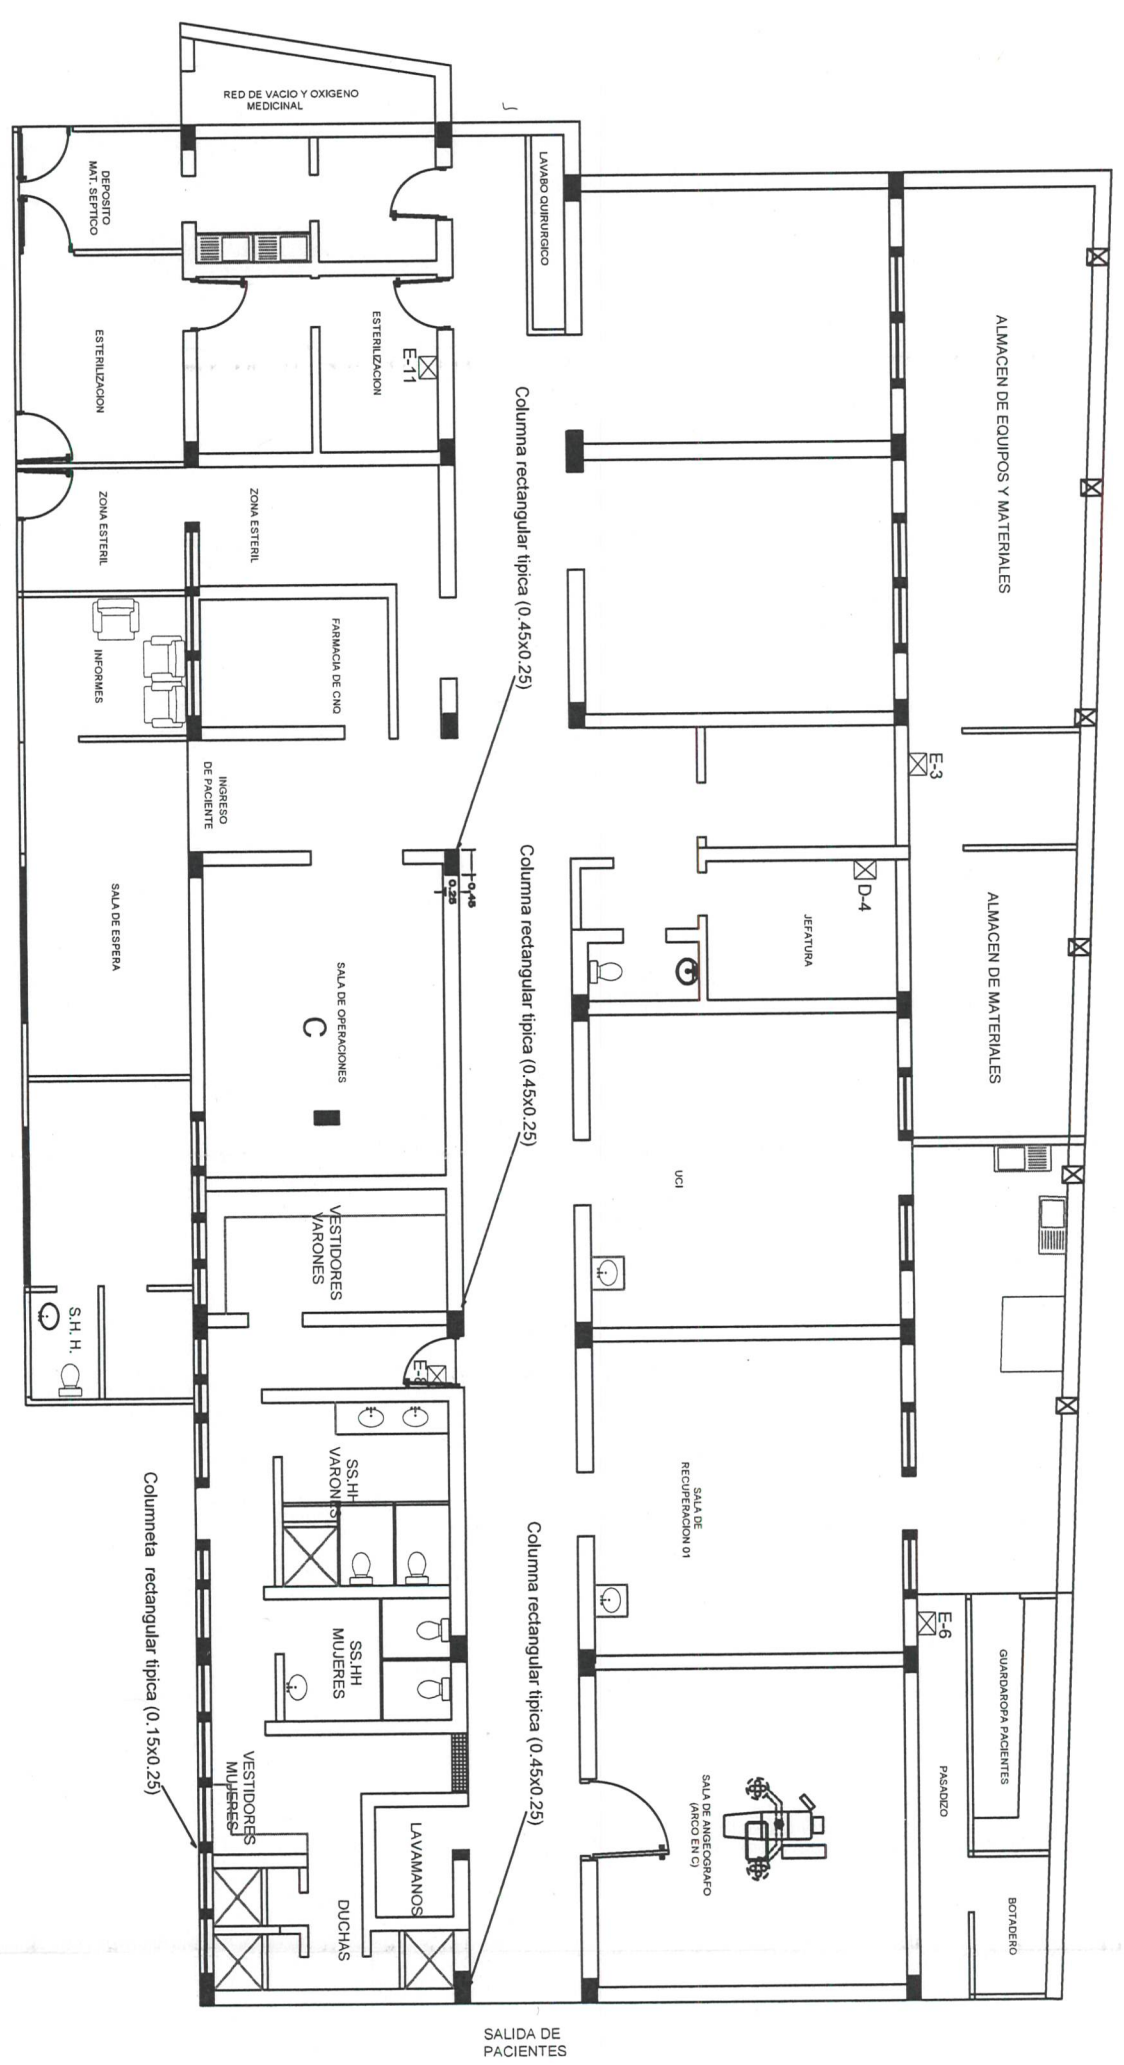 RED DE VACIO Y OXIGENO
MEDICINAL
DEPOSITO
MAT. SEPTICO
LAVABO QUIRURGICO
ESTERILIZACION
ESTERILIZACION
E-11
ALMACEN DE EQUIPOS Y MATERIALES
Columna rectangular tipica (0.45x0.25)
ZONA ESTERIL
ZONA ESTERIL
INFORMES
FARMACIA DE CNQ
INGRESO
DE PACIENTE
E-3
D-4
JEFATURA
ALMACEN DE MATERIALES
0.45
0.25
Columna rectangular tipica (0.45x0.25)
SALA DE ESPERA
SALA DE OPERACIONES
C
UCI
VESTIDORES
VARONES
S.H. H.
E-8
SS.HH
VARONES
SALA DE
RECUPERACION 01
Columna rectangular tipica (0.45x0.25)
Columneta rectangular tipica (0.15x0.25)
SS.HH
MUJERES
E-6
GUARDAROPA PACIENTES
PASADIZO
SALA DE ANGEOGRAFO
(ARCO EN C)
VESTIDORES
MUJERES
LAVAMANOS
DUCHAS
BOTADERO
SALIDA DE
PACIENTES